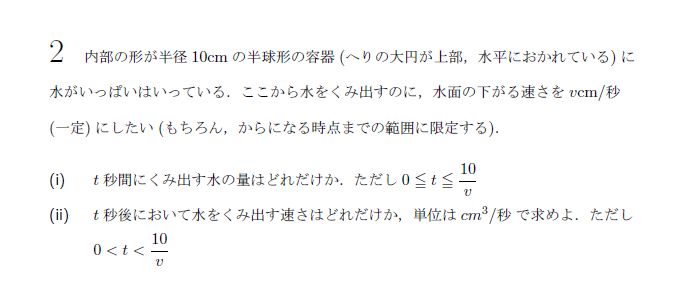 2 内部の形が半径 10cm の半球形の容器 (へりの大円が上部，水平におかれている) に
水がいっぱいはいっている．ここから水をくみ出すのに，水面の下がる速さを vcm/秒
(一定) にしたい (もちろん，からになる時点までの範囲に限定する)．
(i) t 秒間にくみ出す水の量はどれだけか．ただし 0 ≦ t ≦ 10/v
(ii) t 秒後において水をくみ出す速さはどれだけか，単位は cm³/秒 で求めよ．ただし
0 < t < 10/v